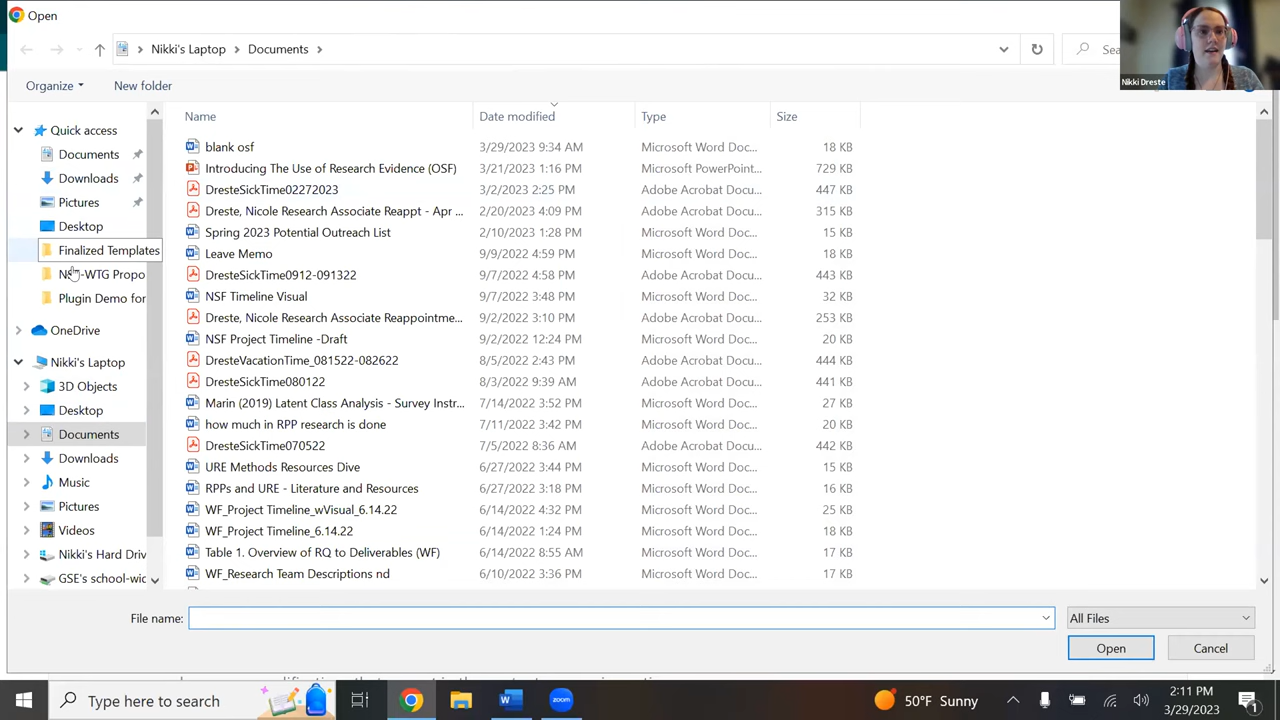 Open
Nikki's Laptop
Documents
Sea
Nikki Dreste
Organize
New folder
Name
Date modified
Type
Size
Quick access
Documents
Downloads
Pictures
Desktop
Finalized Templates
-WTG Propo
Plugin Demo for
OneDrive
Nikki's Laptop
3D Objects
Desktop
Documents
Downloads
Music
Pictures
Videos
Nikki's Hard Driv
GSE's school-wid
blank osf 3/29/2023 9:34 AM Microsoft Word Doc... 18 KB
Introducing The Use of Research Evidence (OSF) 3/21/2023 1:16 PM Microsoft PowerPoint... 729 KB
DresteSickTime02272023 3/2/2023 2:25 PM Adobe Acrobat Docu... 447 KB
Dreste, Nicole Research Associate Reappt - Apr ... 2/20/2023 4:09 PM Adobe Acrobat Docu... 315 KB
Spring 2023 Potential Outreach List 2/10/2023 1:28 PM Microsoft Word Doc... 15 KB
Leave Memo 9/9/2022 4:59 PM Microsoft Word Doc... 18 KB
DresteSickTime0912-091322 9/7/2022 4:58 PM Adobe Acrobat Docu... 443 KB
NSF Timeline Visual 9/7/2022 3:48 PM Microsoft Word Doc... 32 KB
Dreste, Nicole Research Associate Reappointme... 9/2/2022 3:10 PM Adobe Acrobat Docu... 253 KB
NSF Project Timeline -Draft 9/2/2022 12:24 PM Microsoft Word Doc... 20 KB
DresteVacationTime_081522-082622 8/5/2022 2:43 PM Adobe Acrobat Docu... 444 KB
DresteSickTime080122 8/3/2022 9:39 AM Adobe Acrobat Docu... 441 KB
Marin (2019) Latent Class Analysis - Survey Instr... 7/14/2022 3:52 PM Microsoft Word Doc... 27 KB
how much in RPP research is done 7/11/2022 3:42 PM Microsoft Word Doc... 20 KB
DresteSickTime070522 7/5/2022 8:36 AM Adobe Acrobat Docu... 442 KB
URE Methods Resources Dive 6/27/2022 3:44 PM Microsoft Word Doc... 15 KB
RPPs and URE - Literature and Resources 6/27/2022 3:18 PM Microsoft Word Doc... 16 KB
WF_Project Timeline_wVisual_6.14.22 6/14/2022 4:32 PM Microsoft Word Doc... 25 KB
WF_Project Timeline_6.14.22 6/14/2022 1:24 PM Microsoft Word Doc... 18 KB
Table 1. Overview of RQ to Deliverables (WF) 6/14/2022 8:55 AM Microsoft Word Doc... 17 KB
WF_Research Team Descriptions nd 6/10/2022 3:36 PM Microsoft Word Doc... 17 KB
File name:
All Files
Open
Cancel
Type here to search
zoom
50°F Sunny
2:11 PM
3/29/2023
1